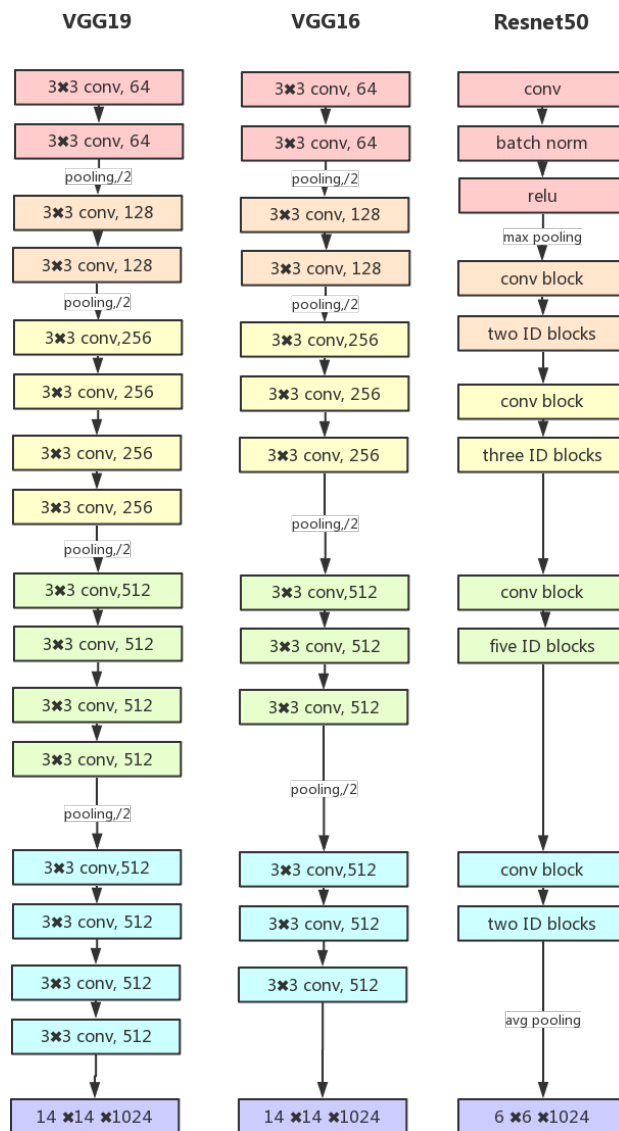 VGG19
3✖3 conv, 64
3✖3 conv, 64
pooling,/2
3✖3 conv, 128
3✖3 conv, 128
pooling,/2
3✖3 conv,256
3✖3 conv, 256
3✖3 conv, 256
3✖3 conv, 256
pooling,/2
3✖3 conv,512
3✖3 conv, 512
3✖3 conv, 512
3✖3 conv, 512
pooling,/2
3✖3 conv,512
3✖3 conv, 512
3✖3 conv, 512
3✖3 conv, 512
14 ✖14 ✖1024
VGG16
3✖3 conv, 64
3✖3 conv, 64
pooling,/2
3✖3 conv, 128
3✖3 conv, 128
pooling,/2
3✖3 conv,256
3✖3 conv, 256
3✖3 conv, 256
pooling,/2
3✖3 conv,512
3✖3 conv, 512
3✖3 conv, 512
pooling,/2
3✖3 conv,512
3✖3 conv, 512
3✖3 conv, 512
14 ✖14 ✖1024
Resnet50
conv
batch norm
relu
max pooling
conv block
two ID blocks
conv block
three ID blocks
conv block
five ID blocks
conv block
two ID blocks
avg pooling
6 ✖6 ✖1024